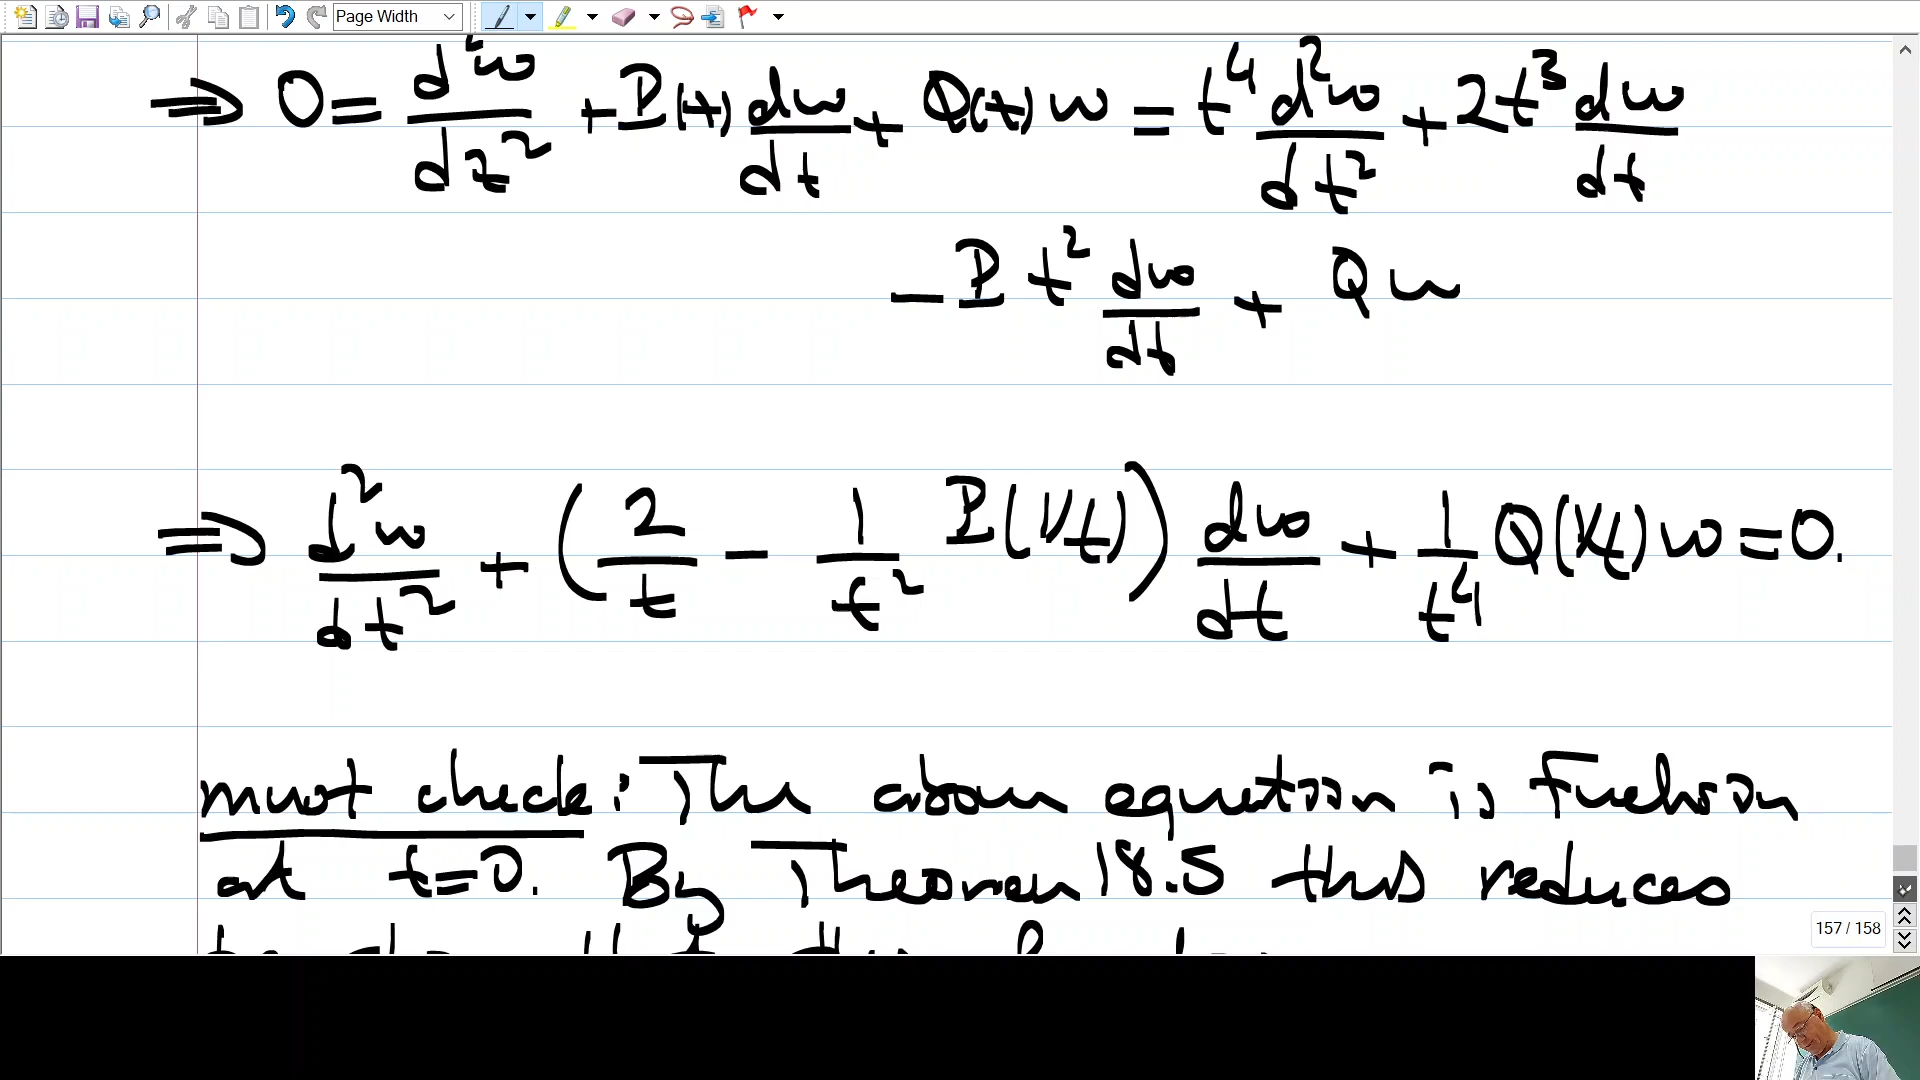 Page Width
⇒ 0 = d²w/dz² + P(t) dw/dt + Q(t) w = t⁴ d²w/dt² + 2t³ dw/dt
− P t² dw/dt + Q w
⇒ d²w/dt² + (2/t − 1/t² P(1/t)) dw/dt + 1/t⁴ Q(1/t) w = 0.
must check: The above equation is Fuchsian
at t=0. By Theorem 18.5 this reduces
157 / 158